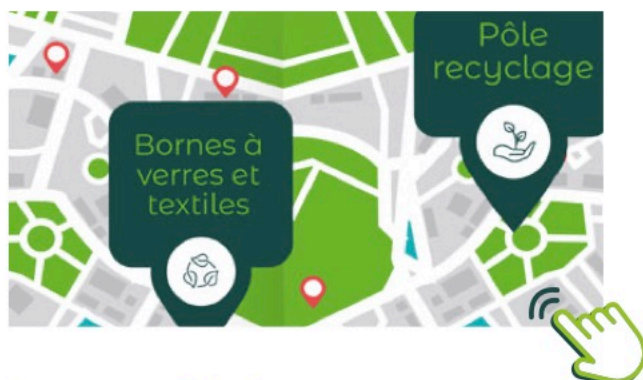 Pôle
recyclage
Bornes à
verres et
textiles